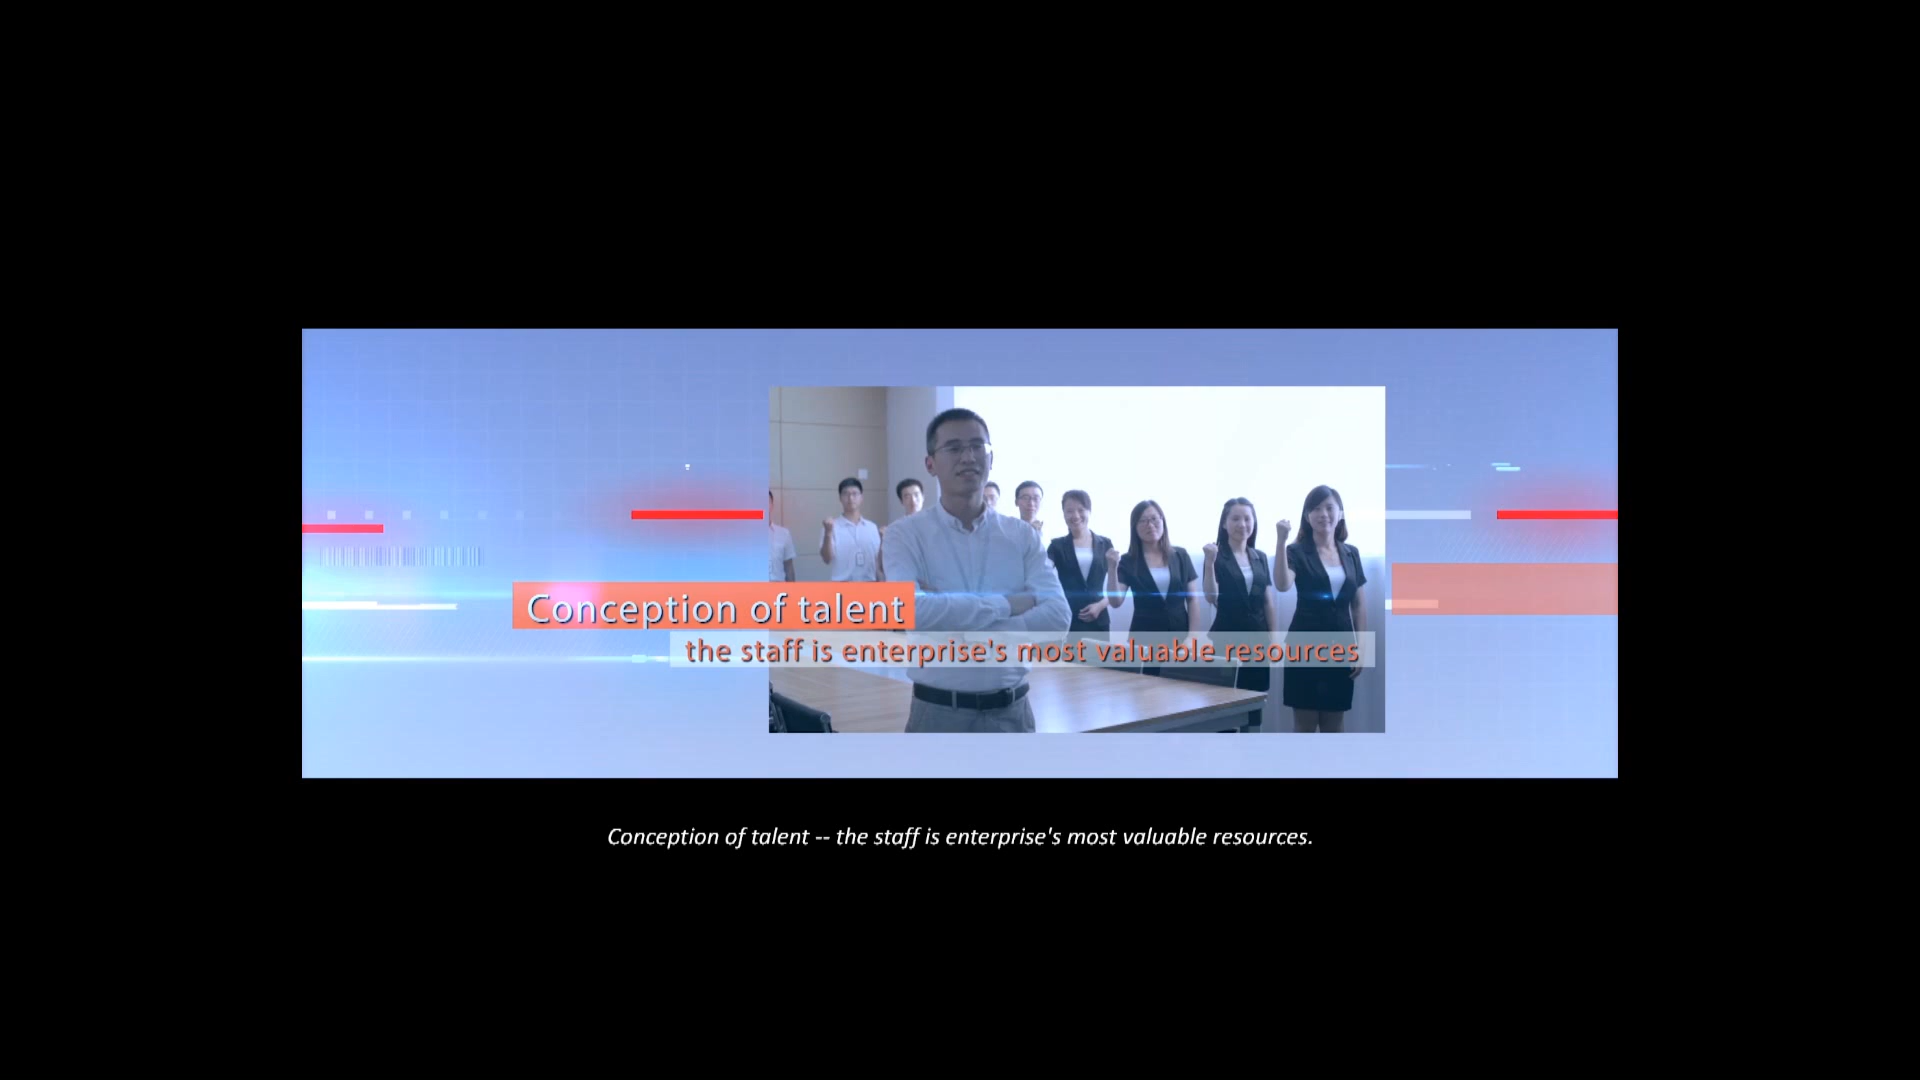 Conception of talent
the staff is enterprise's most valuable resources
Conception of talent -- the staff is enterprise's most valuable resources.